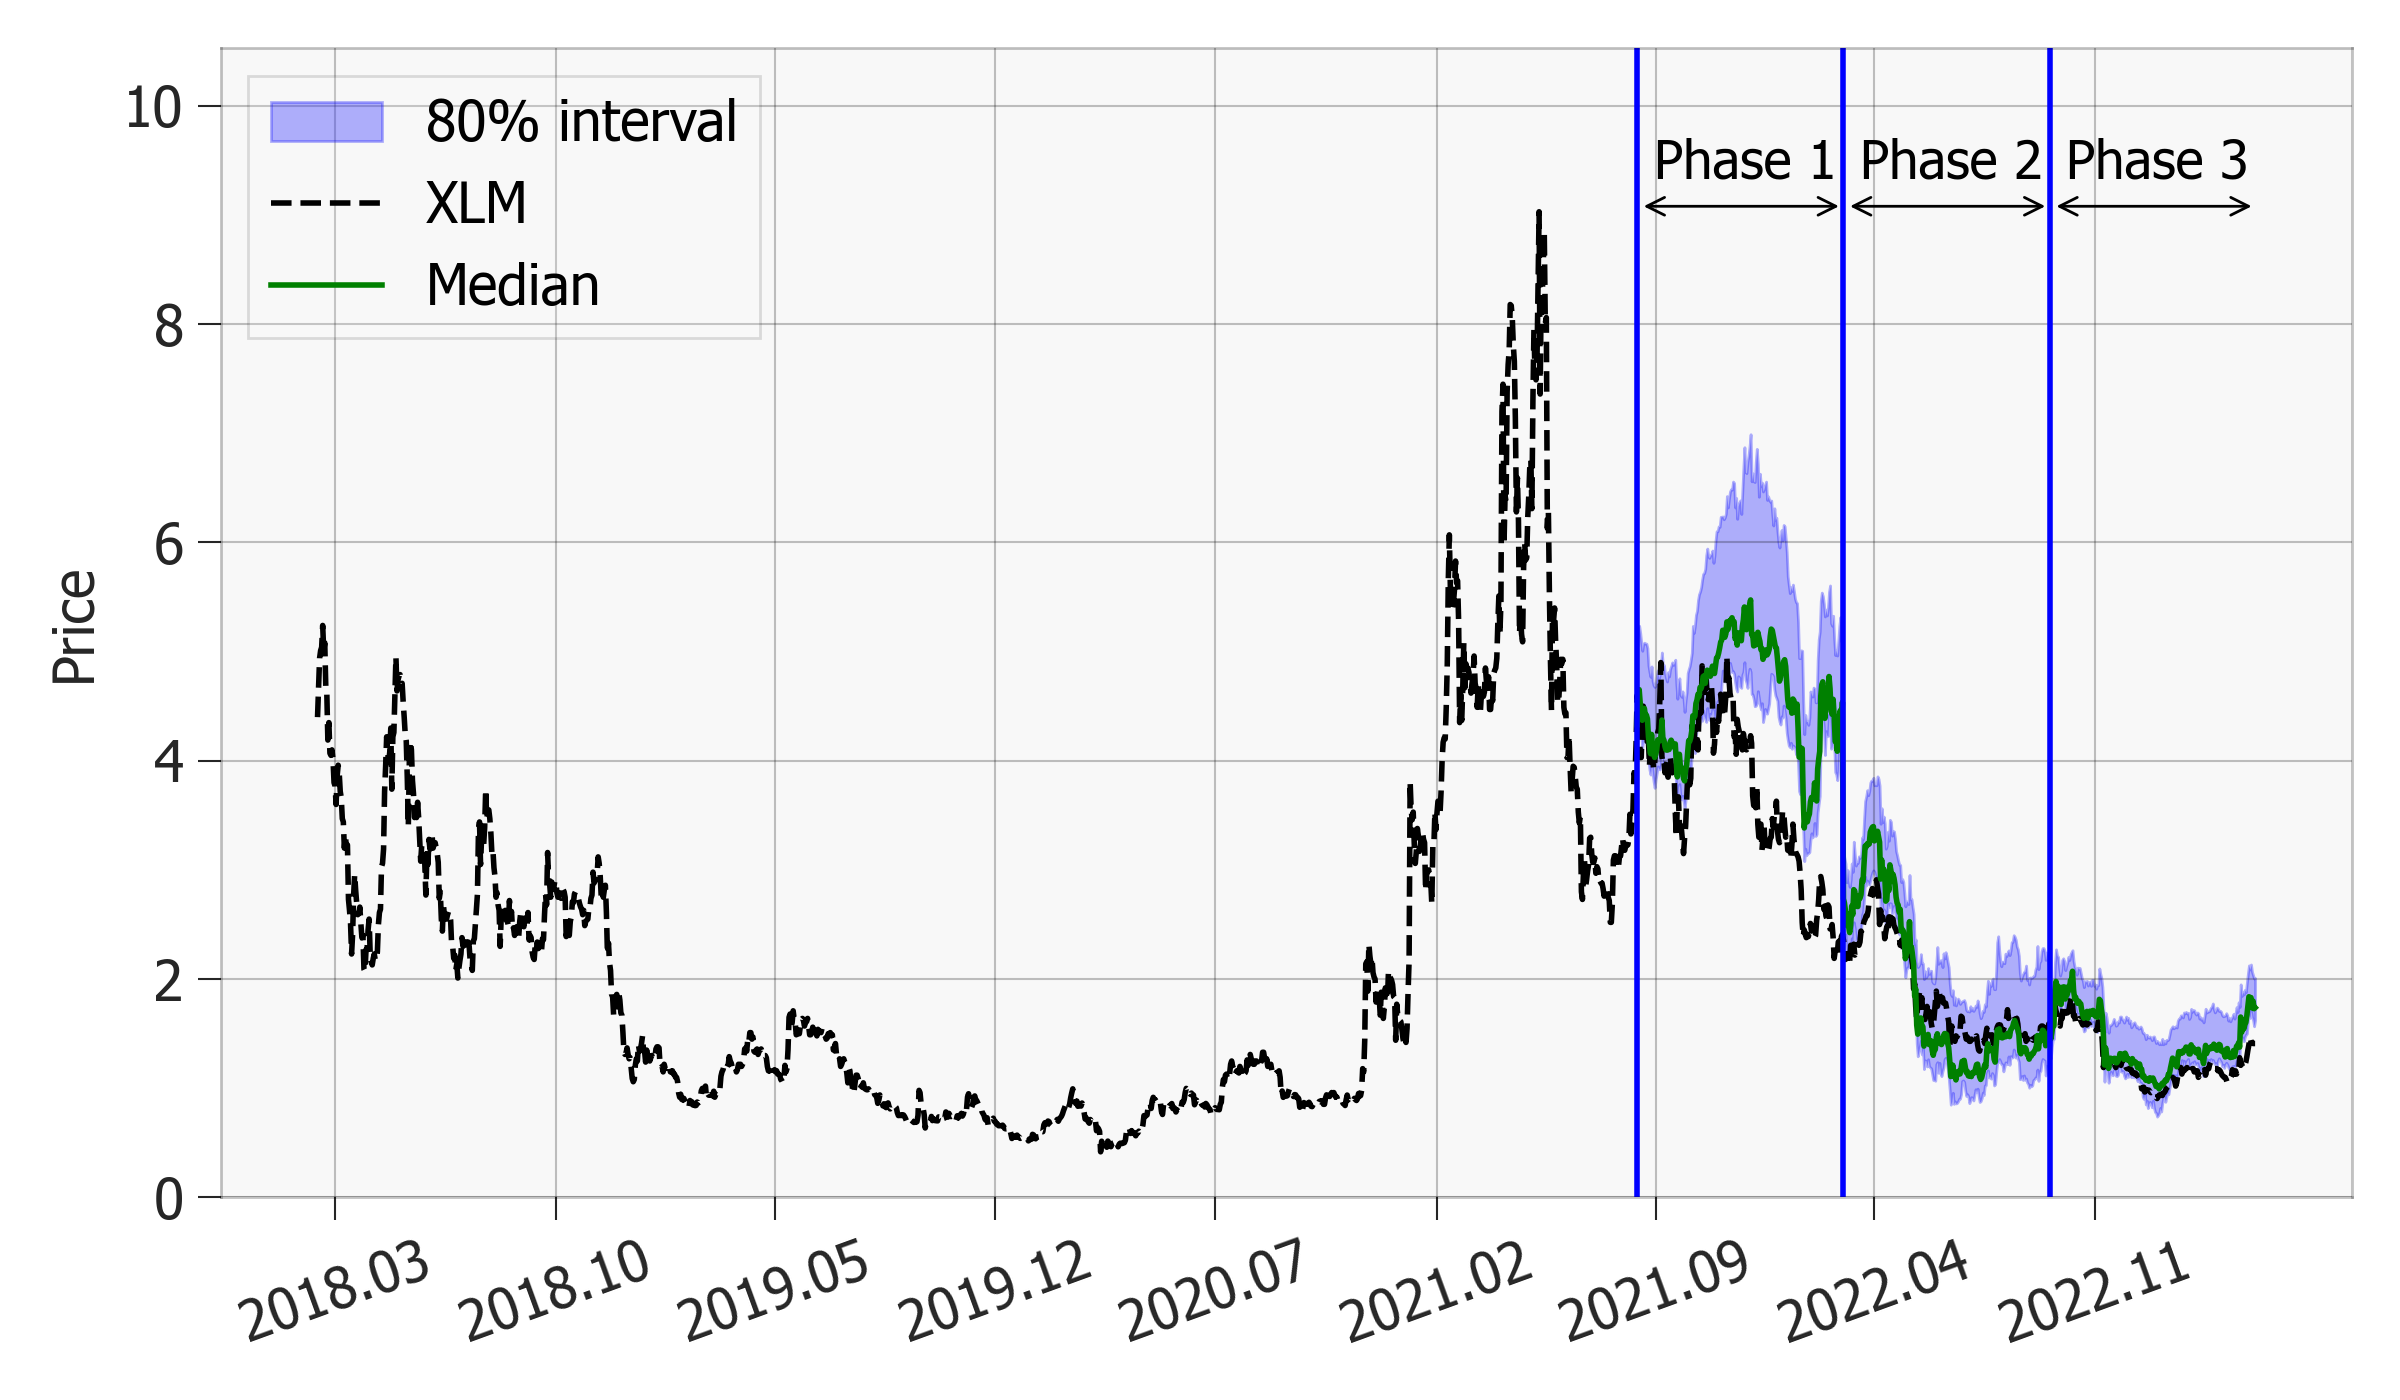 80% interval
XLM
Median
Phase 1
Phase 2
Phase 3
Price
10
8
6
4
2
0
2018.03
2018.10
2019.05
2019.12
2020.07
2021.02
2021.09
2022.04
2022.11